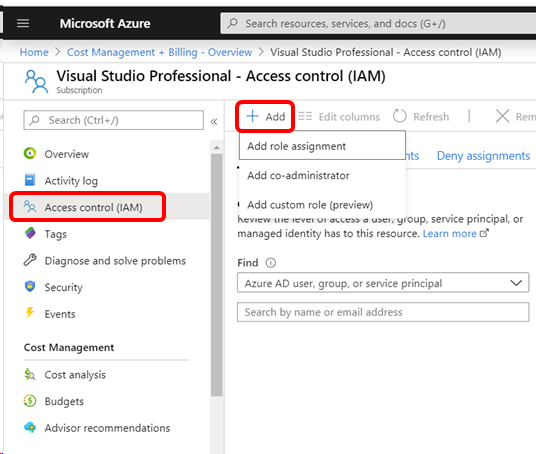 Microsoft Azure
Search resources, services, and docs (G+/)
Home > Cost Management + Billing - Overview > Visual Studio Professional - Access control (IAM)
Visual Studio Professional - Access control (IAM)
Subscription
Search (Ctrl+/)
«
Add
Edit columns
Refresh
Rem
Add role assignment
Add co-administrator
Add custom role (preview)
nts
Deny assignments
Review the level of access a user, group, service principal, or
managed identity has to this resource. Learn more
Find
Azure AD user, group, or service principal
Search by name or email address
Overview
Activity log
Access control (IAM)
Tags
Diagnose and solve problems
Security
Events
Cost Management
Cost analysis
Budgets
Advisor recommendations